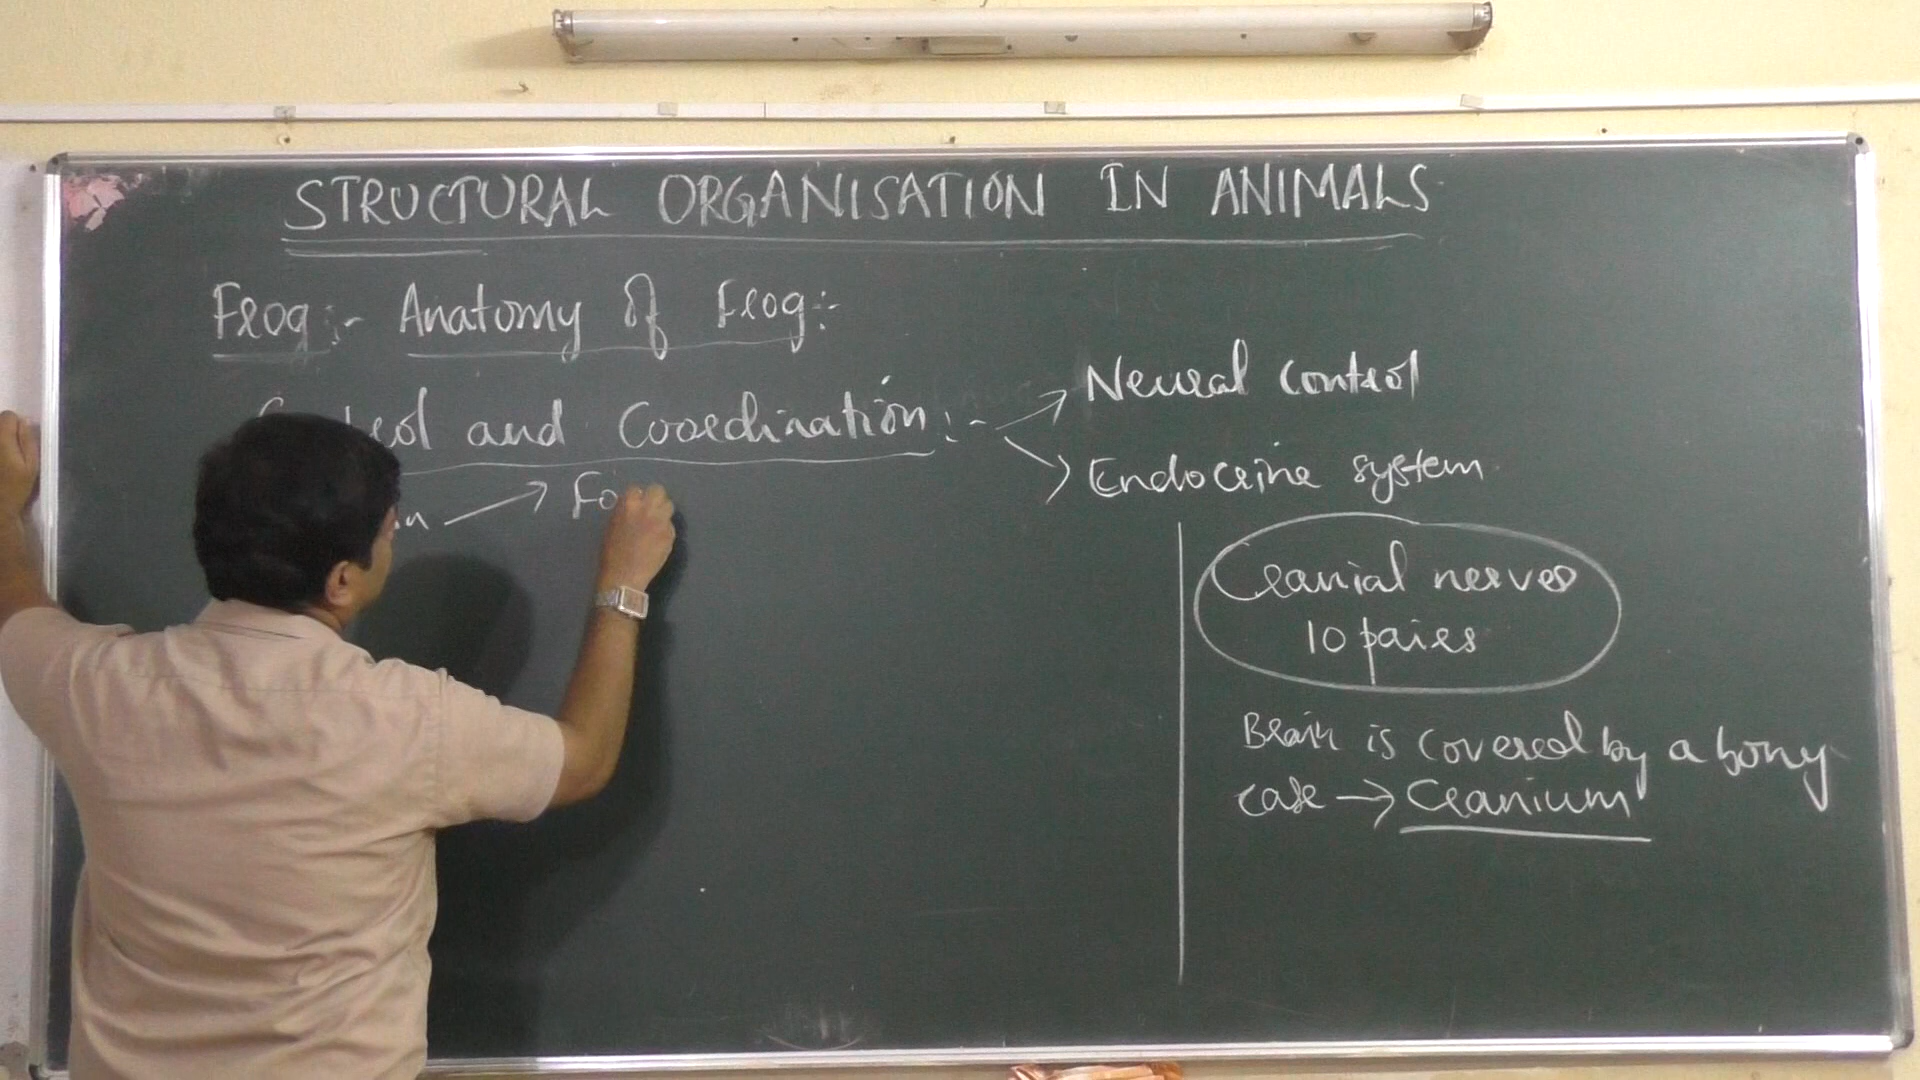 STRUCTURAL ORGANISATION IN ANIMALS
Frog:- Anatomy of Frog:-
and Coordination:-
Neural control
Endocrine system
Fo
Cranial nerves
10 pairs
Brain is covered by a bony
case → Cranium